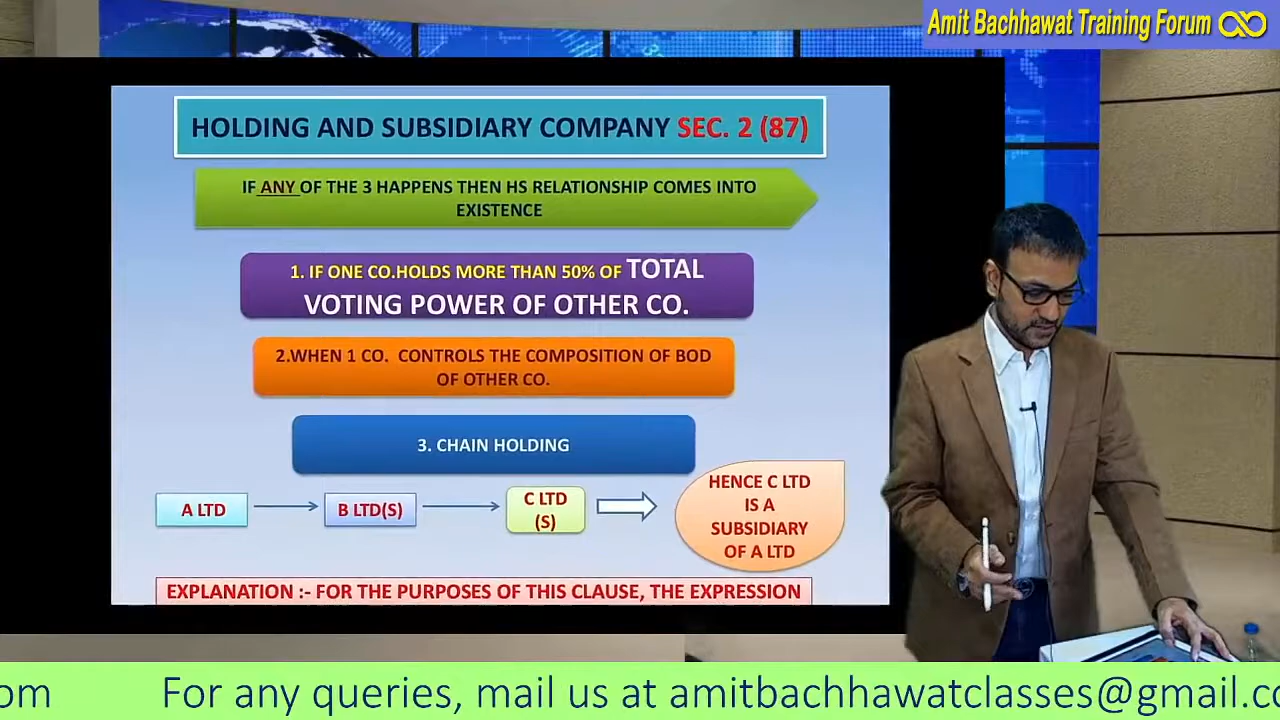 Amit Bachhawat Training Forum
HOLDING AND SUBSIDIARY COMPANY SEC. 2 (87)
IF ANY OF THE 3 HAPPENS THEN HS RELATIONSHIP COMES INTO
EXISTENCE
1. IF ONE CO.HOLDS MORE THAN 50% OF TOTAL
VOTING POWER OF OTHER CO.
2.WHEN 1 CO. CONTROLS THE COMPOSITION OF BOD
OF OTHER CO.
3. CHAIN HOLDING
A LTD
B LTD(S)
C LTD
(S)
HENCE C LTD
IS A
SUBSIDIARY
OF A LTD
EXPLANATION :- FOR THE PURPOSES OF THIS CLAUSE, THE EXPRESSION
om For any queries, mail us at amitbachhawatclasses@gmail.co